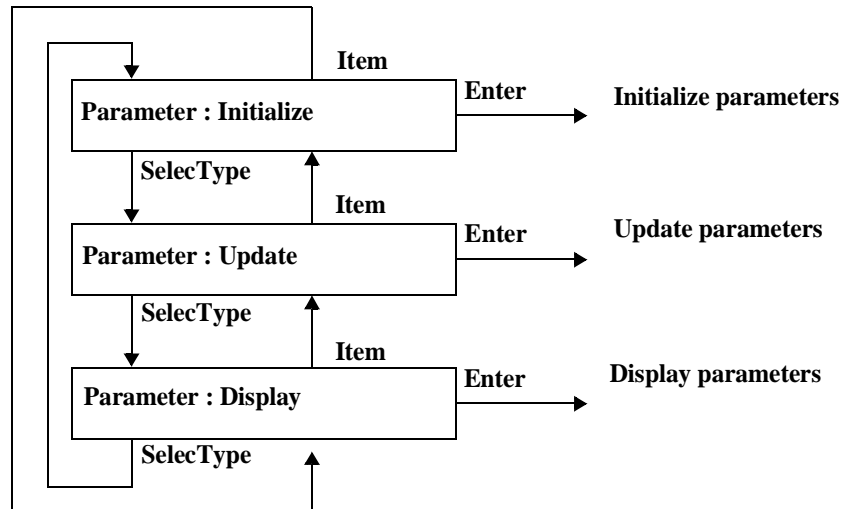 Item
Enter
Initialize parameters
Parameter : Initialize
SelecType
Item
Enter
Update parameters
Parameter : Update
SelecType
Item
Enter
Display parameters
Parameter : Display
SelecType